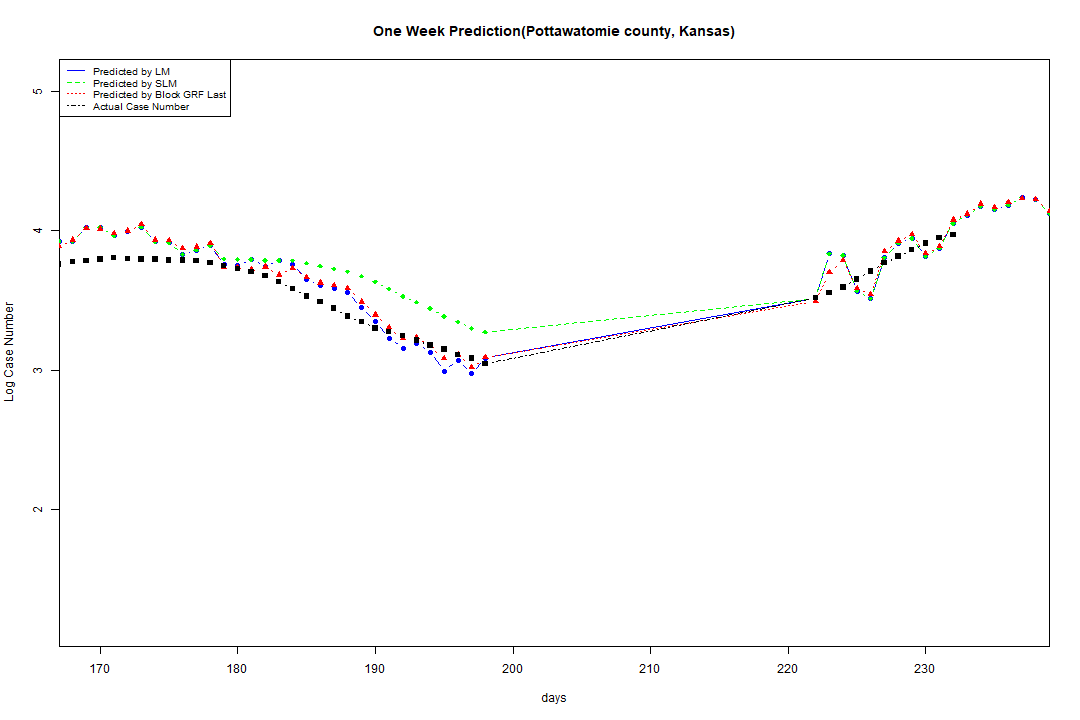 One Week Prediction(Pottawatomie county, Kansas)
Predicted by LM
Predicted by SLM
Predicted by Block GRF Last
Actual Case Number
5
4
3
2
Log Case Number
170 180 190 200 210 220 230
days